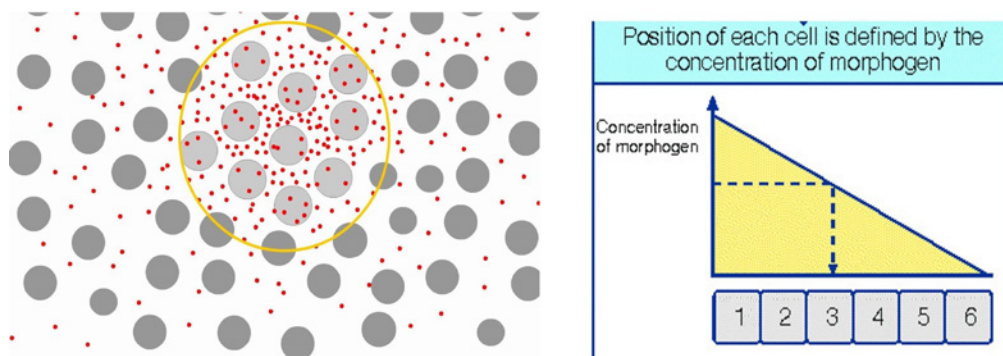 Position of each cell is defined by the
concentration of morphogen
Concentration
of morphogen
1 2 3 4 5 6